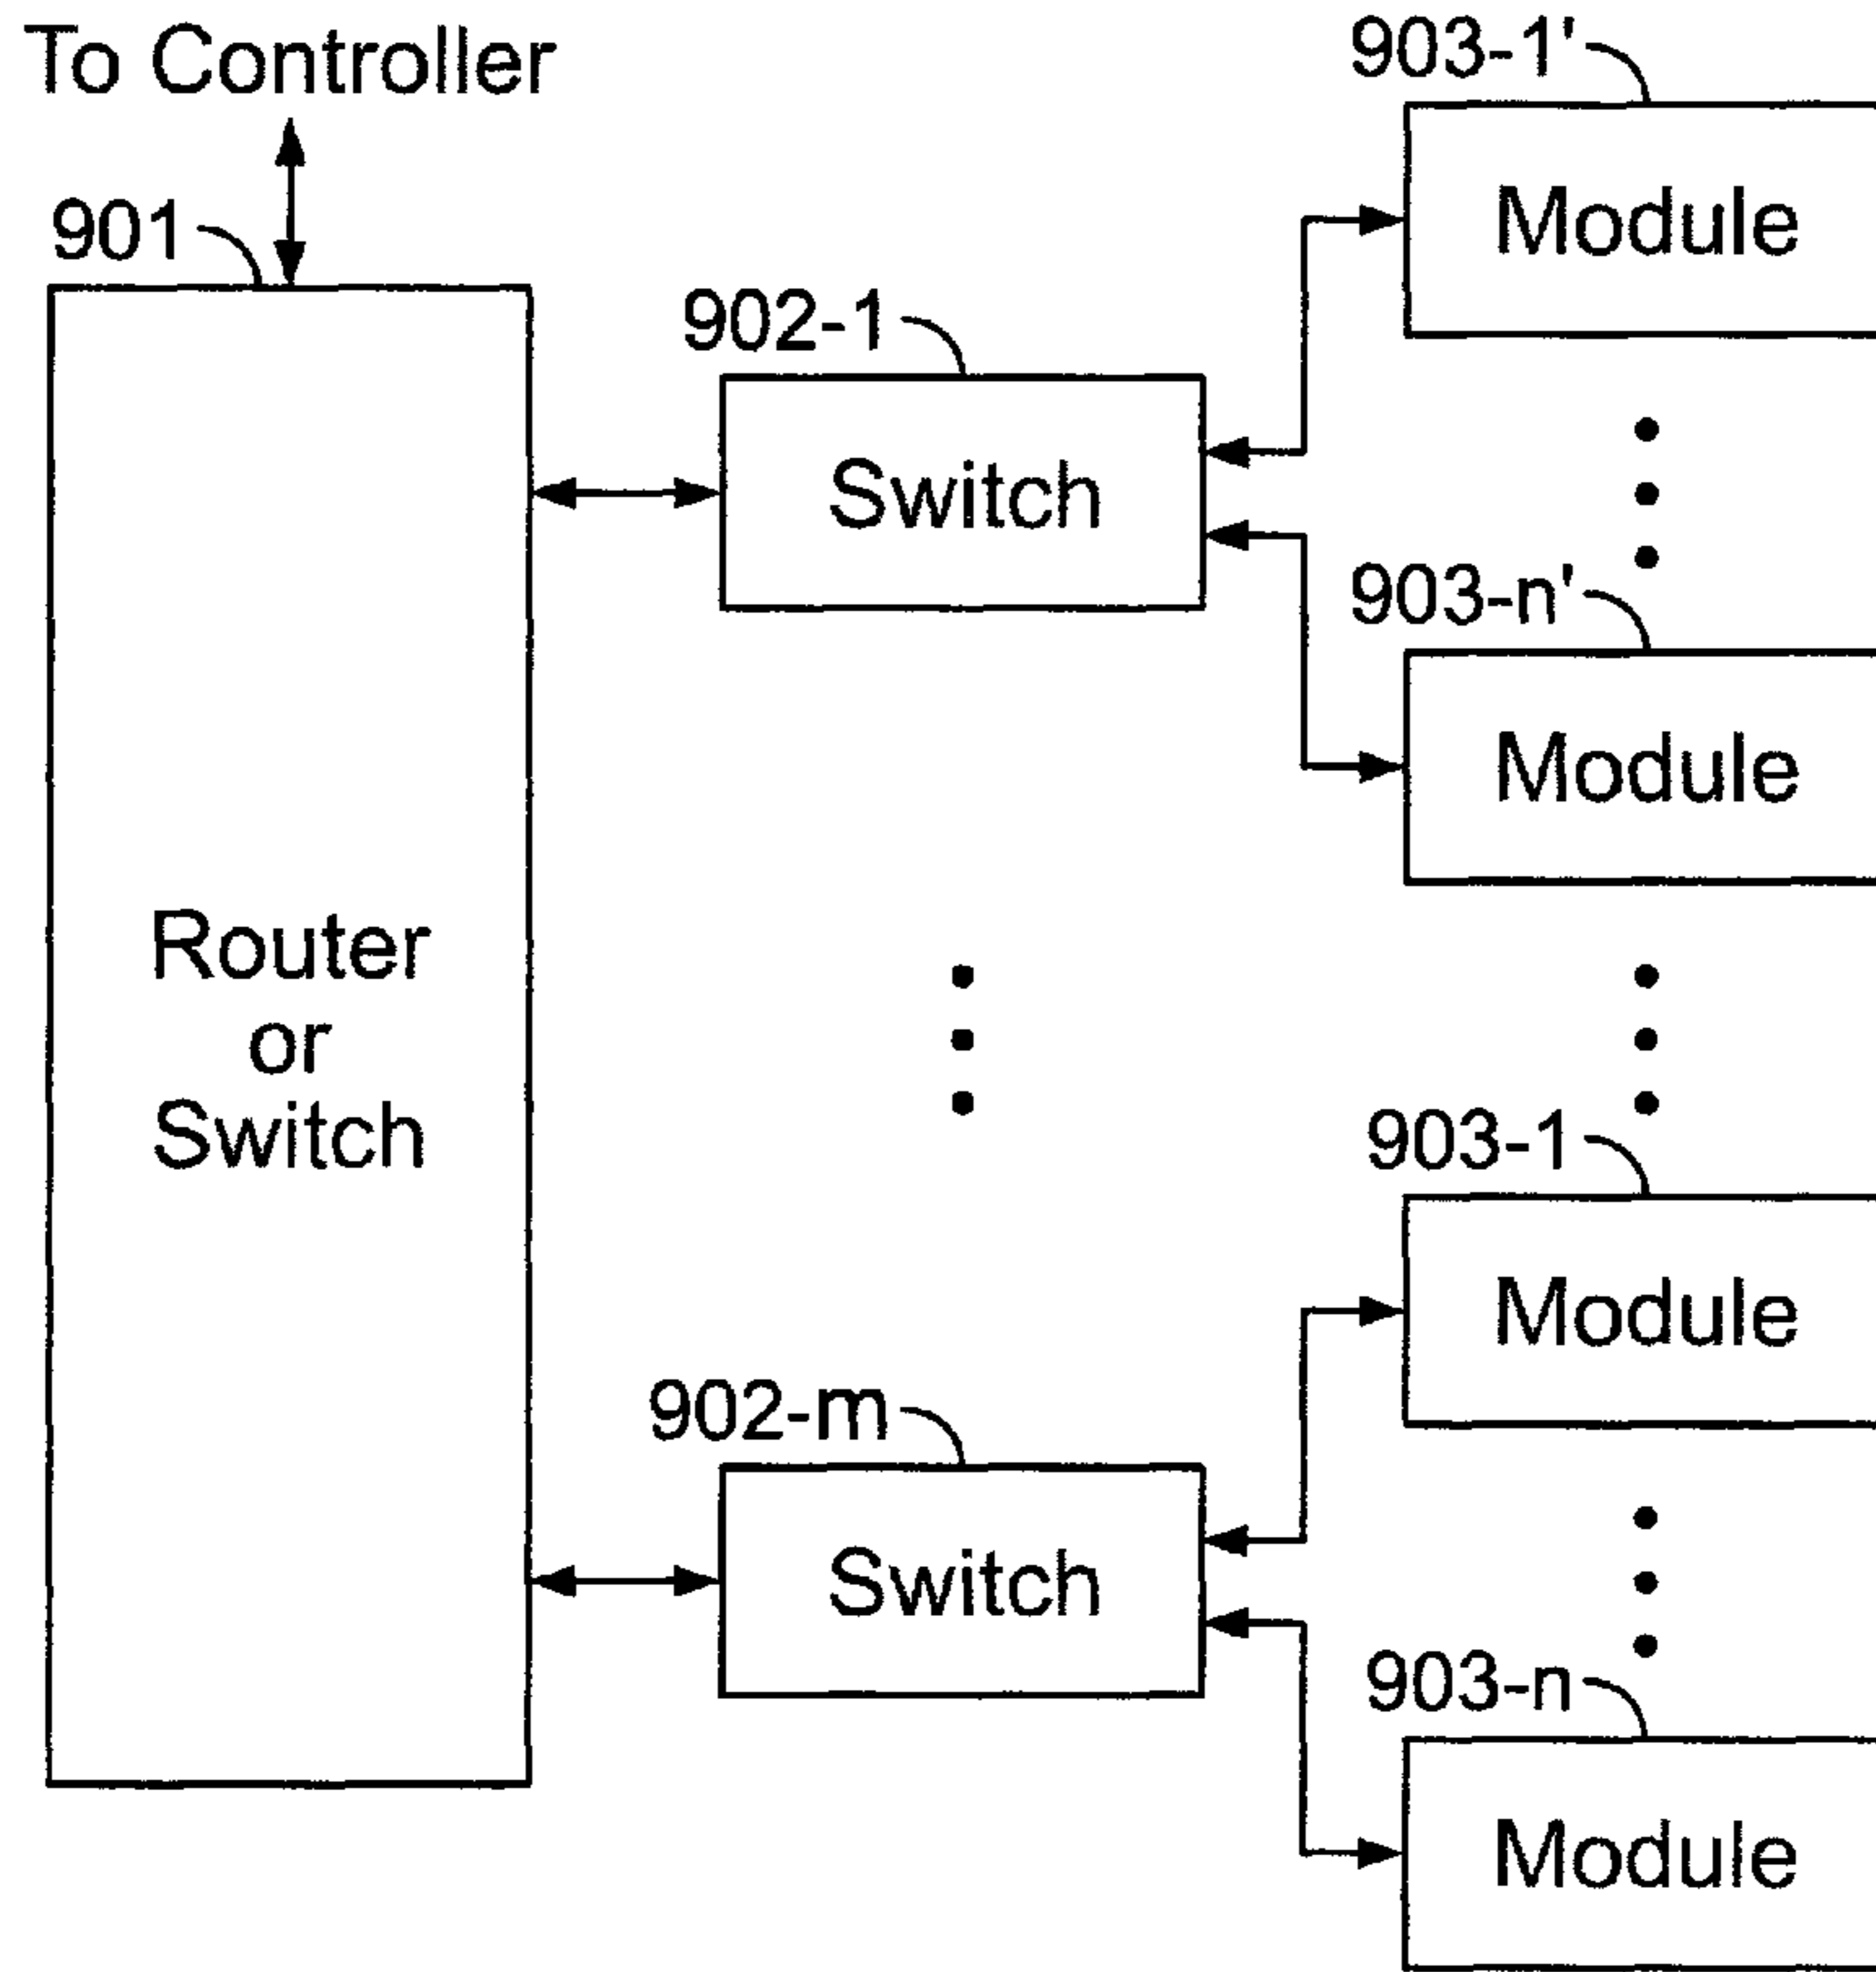 To Controller
901
Router
or
Switch
902-1
Switch
902-m
Switch
903-1'
Module
903-n'
Module
903-1
Module
903-n
Module